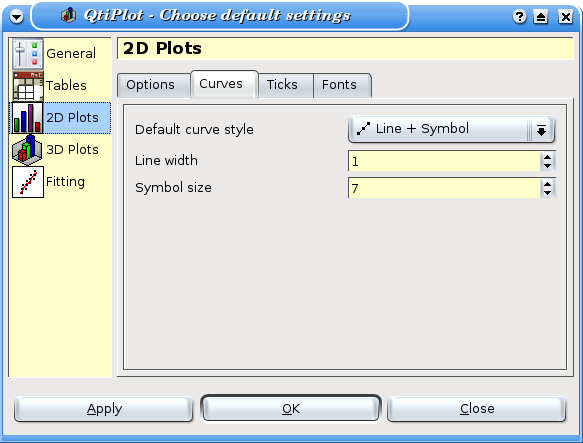 QtiPlot - Choose default settings
General
Tables
2D Plots
3D Plots
Fitting
2D Plots
Options Curves Ticks Fonts
Default curve style Line + Symbol
Line width 1
Symbol size 7
Apply OK Close